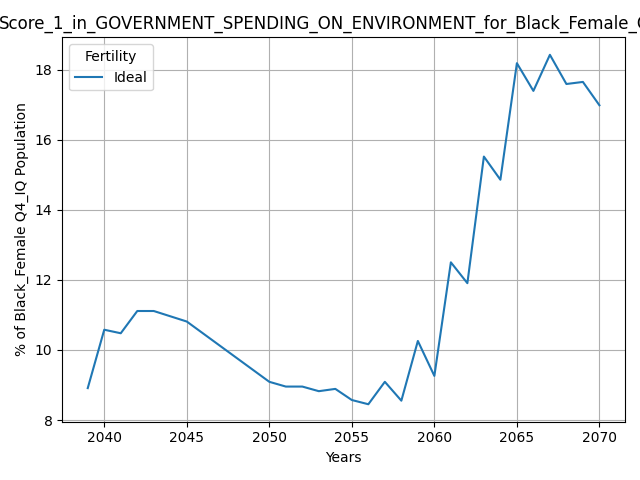 Score_1_in_GOVERNMENT_SPENDING_ON_ENVIRONMENT_for_Black_Female_
Fertility
Ideal
% of Black_Female Q4_IQ Population
18
16
14
12
10
8
2040 2045 2050 2055 2060 2065 2070
Years